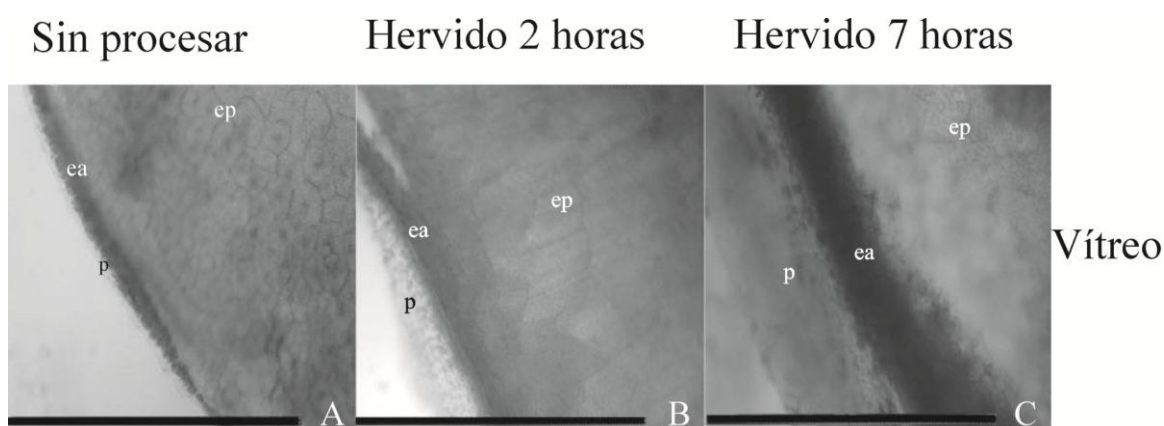 Sin procesar Hervido 2 horas Hervido 7 horas
ep ep ep
ea ea ea
p p p
A B C
Vítreo